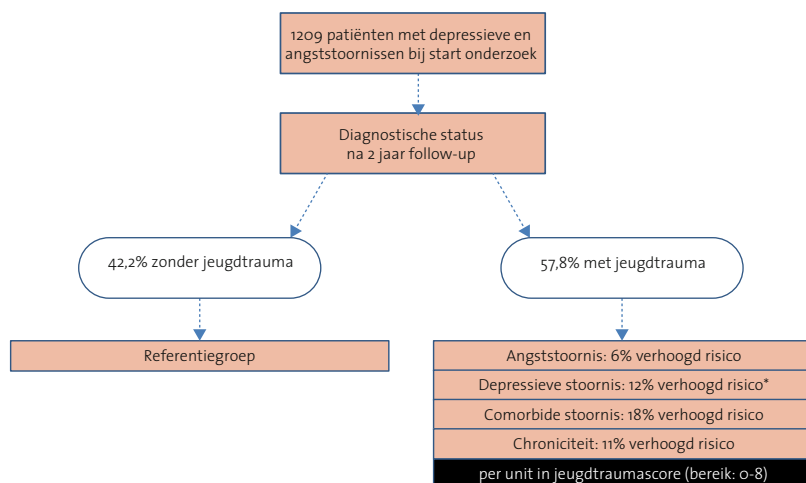 1209 patiënten met depressieve en
angststoornissen bij start onderzoek
Diagnostische status
na 2 jaar follow-up
42,2% zonder jeugdtrauma
57,8% met jeugdtrauma
Referentiegroep
Angststoornis: 6% verhoogd risico
Depressieve stoornis: 12% verhoogd risico*
Comorbide stoornis: 18% verhoogd risico
Chroniciteit: 11% verhoogd risico
per unit in jeugdtraumascore (bereik: 0-8)